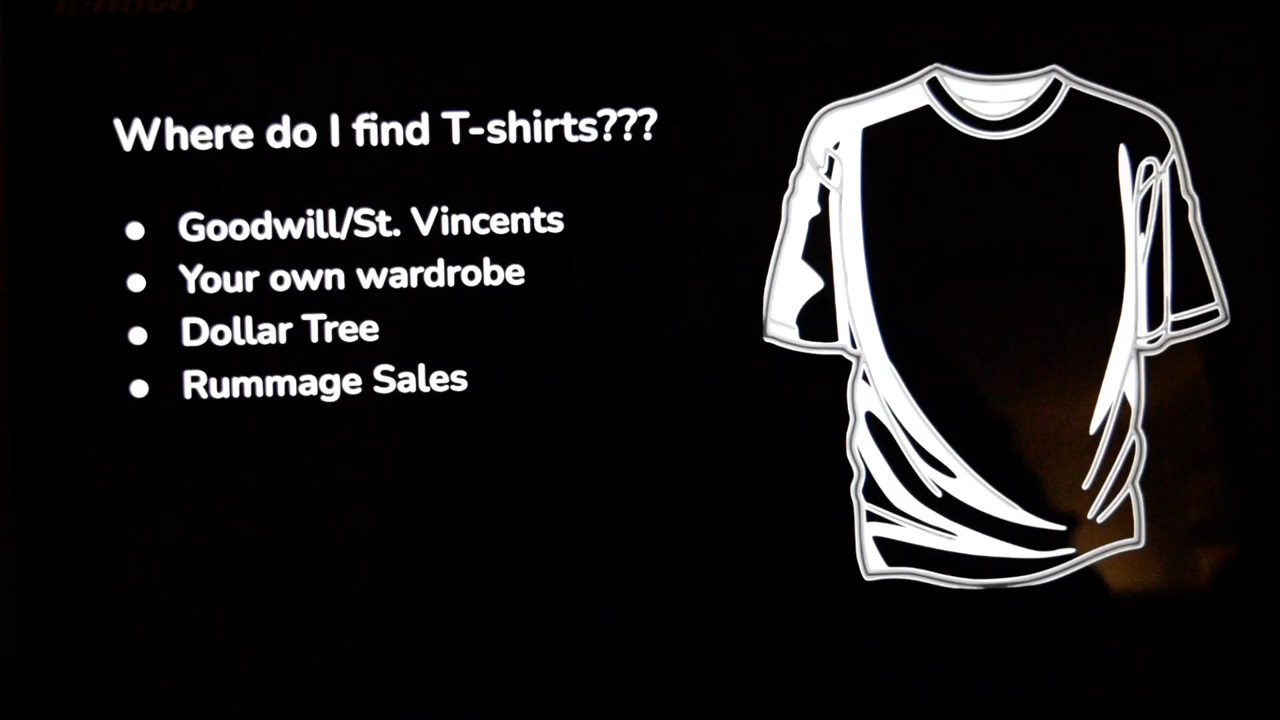 Where do I find T-shirts???
● Goodwill/St. Vincents
● Your own wardrobe
● Dollar Tree
● Rummage Sales